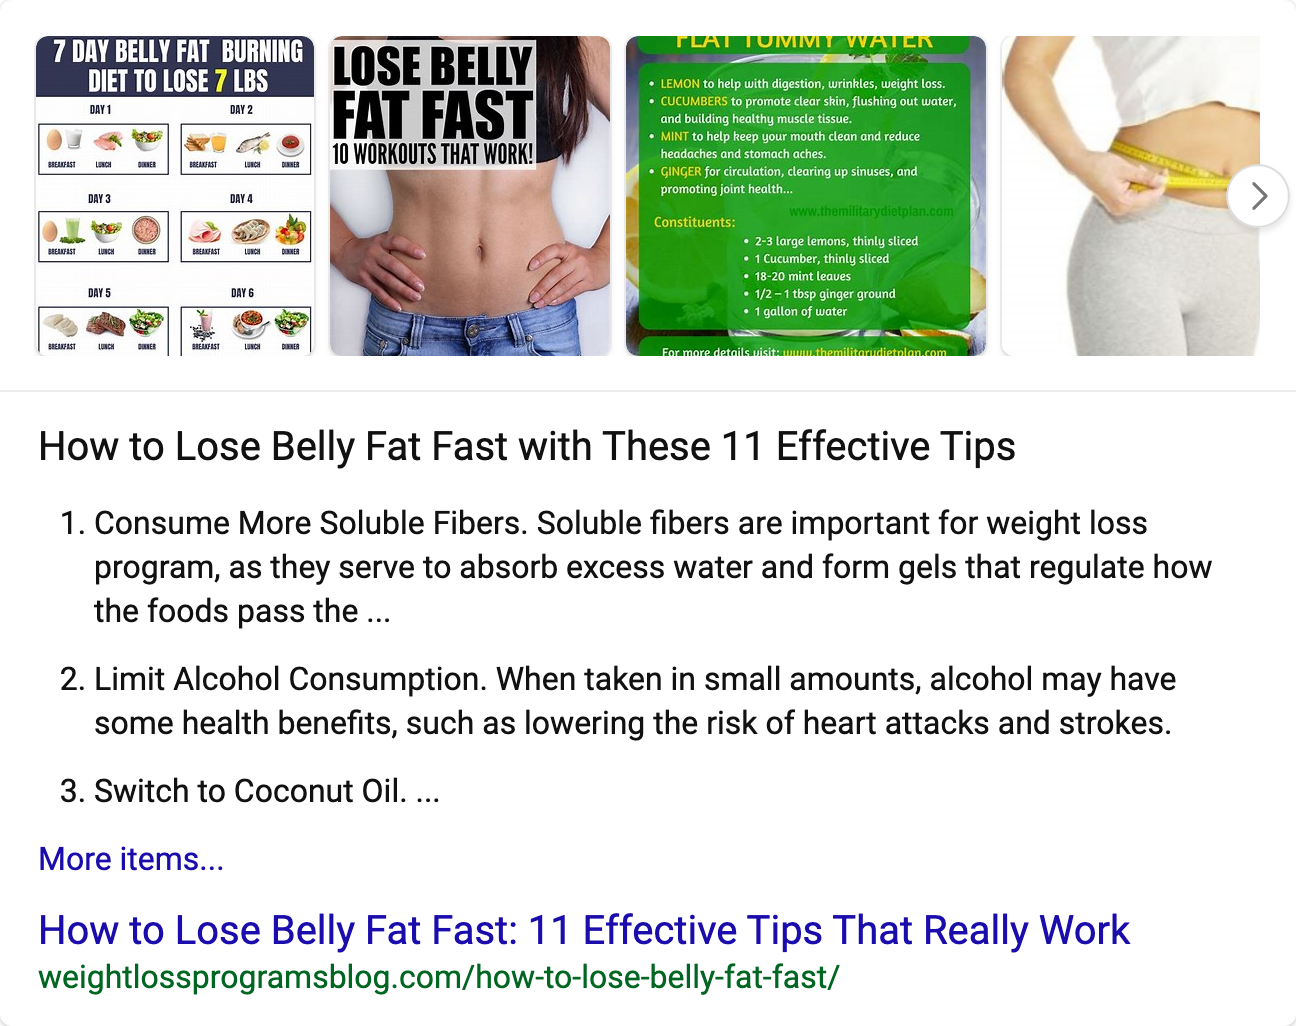 7 DAY BELLY FAT BURNING
DIET TO LOSE 7 LBS
DAY 1
DAY 2
BREAKFAST LUNCH DINNER
BREAKFAST LUNCH DINNER
DAY 3
DAY 4
BREAKFAST LUNCH DINNER
BREAKFAST LUNCH DINNER
DAY 5
DAY 6
BREAKFAST LUNCH DINNER
BREAKFAST LUNCH DINNER
LOSE BELLY
FAT FAST
10 WORKOUTS THAT WORK!
FLAT TUMMY WATER
• LEMON to help with digestion, wrinkles, weight loss.
• CUCUMBERS to promote clear skin, flushing out water,
and building healthy muscle tissue.
• MINT to help keep your mouth clean and reduce
headaches and stomach aches.
• GINGER for circulation, clearing up sinuses, and
promoting joint health...
www.themilitarydietplan.com
Constituents:
• 2-3 large lemons, thinly sliced
• 1 Cucumber, thinly sliced
• 18-20 mint leaves
• 1/2 – 1 tbsp ginger ground
• 1 gallon of water
For more details visit: www.themilitarydietplan.com
How to Lose Belly Fat Fast with These 11 Effective Tips
1. Consume More Soluble Fibers. Soluble fibers are important for weight loss
program, as they serve to absorb excess water and form gels that regulate how
the foods pass the ...
2. Limit Alcohol Consumption. When taken in small amounts, alcohol may have
some health benefits, such as lowering the risk of heart attacks and strokes.
3. Switch to Coconut Oil. ...
More items...
How to Lose Belly Fat Fast: 11 Effective Tips That Really Work
weightlossprogramsblog.com/how-to-lose-belly-fat-fast/